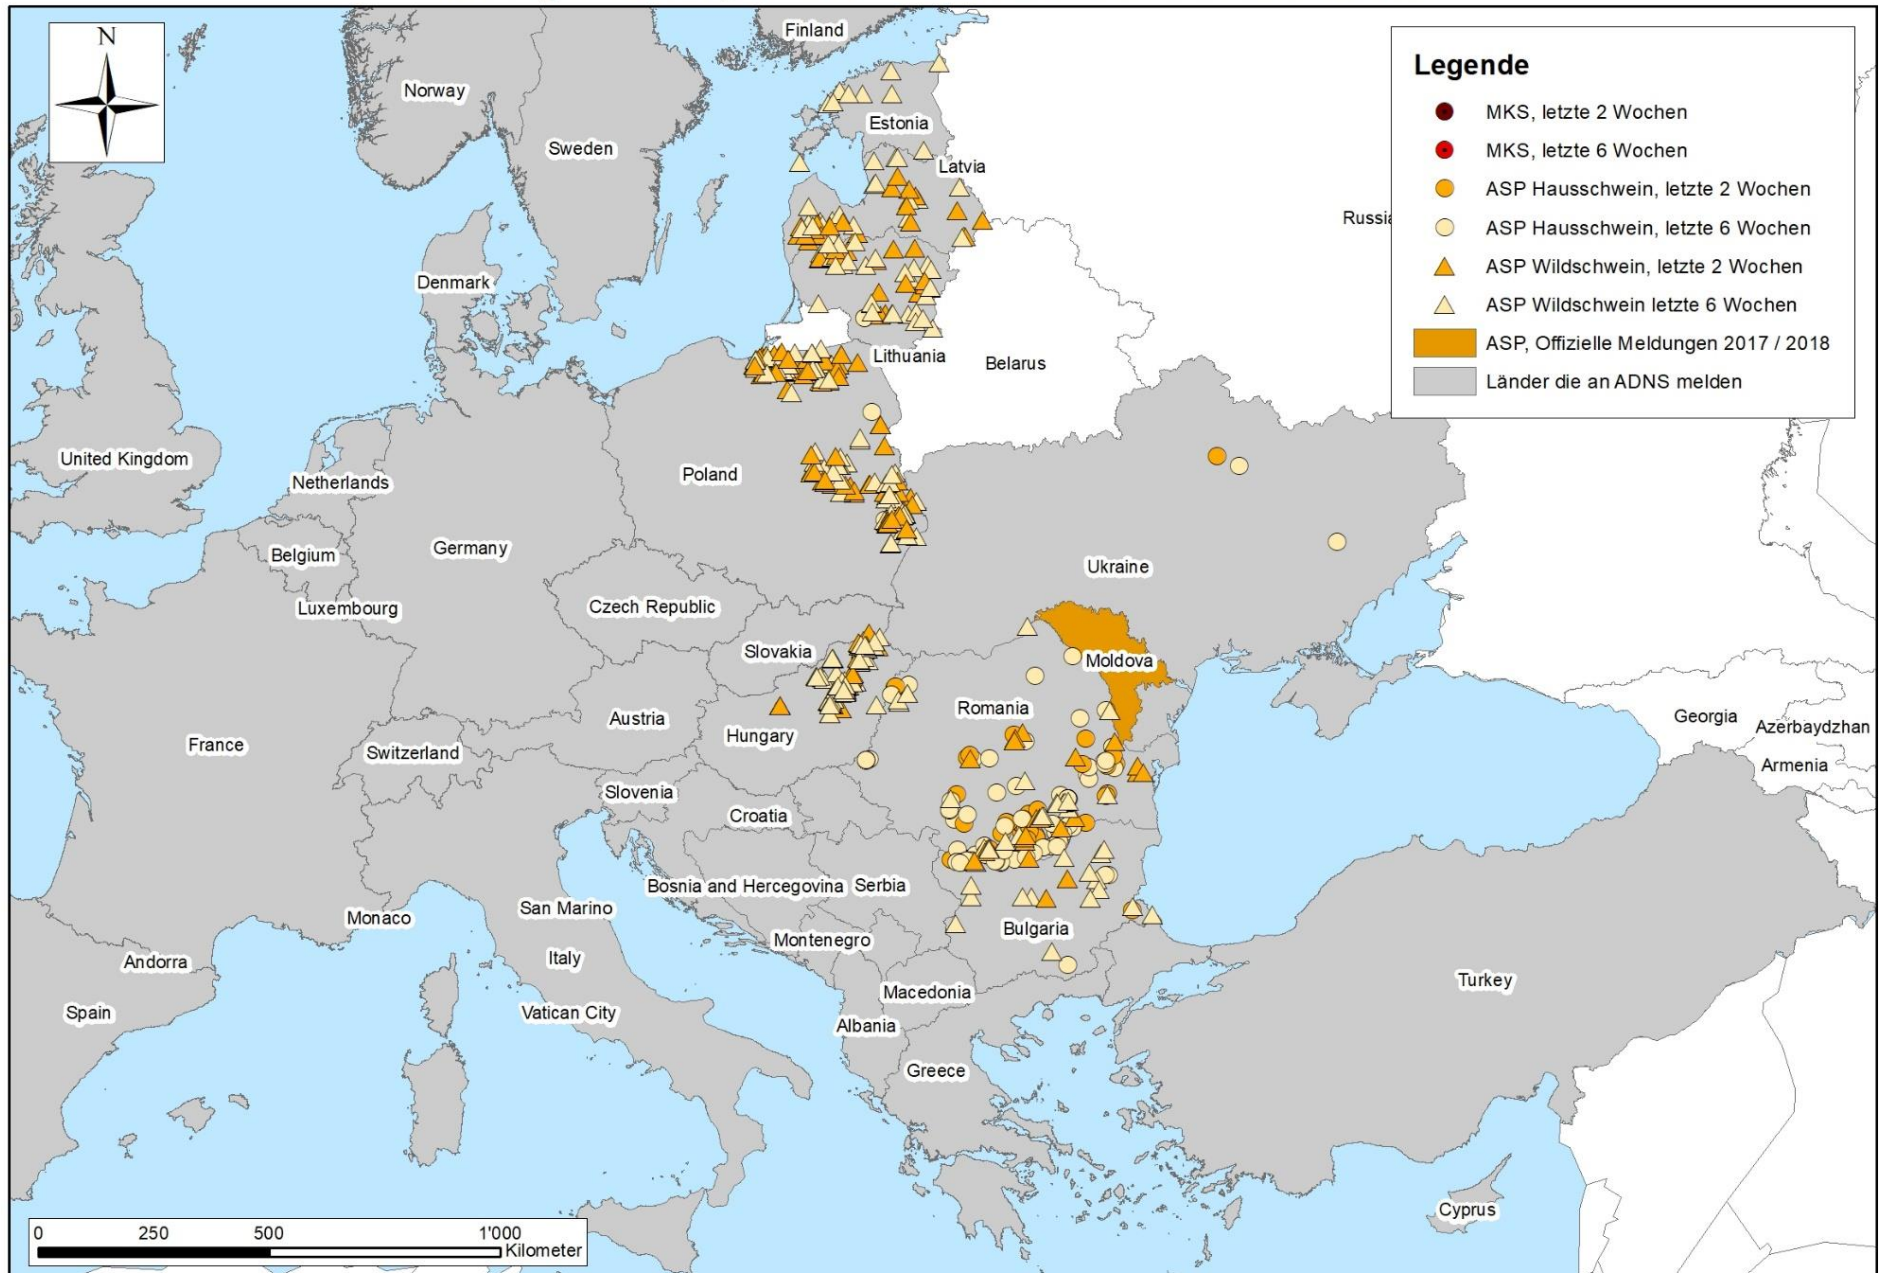 N
Finland
Norway
Sweden
Estonia
Latvia
Russia
Denmark
Lithuania
Belarus
United Kingdom
Netherlands
Poland
Belgium
Germany
Luxembourg
Czech Republic
Ukraine
Slovakia
Moldova
Austria
Romania
France
Switzerland
Hungary
Georgia
Azerbaydzhan
Armenia
Slovenia
Croatia
Bosnia and Hercegovina
Serbia
Monaco
San Marino
Bulgaria
Montenegro
Andorra
Italy
Macedonia
Turkey
Spain
Vatican City
Albania
Greece
Cyprus
Legende
MKS, letzte 2 Wochen
MKS, letzte 6 Wochen
ASP Hausschwein, letzte 2 Wochen
ASP Hausschwein, letzte 6 Wochen
ASP Wildschwein, letzte 2 Wochen
ASP Wildschwein letzte 6 Wochen
ASP, Offizielle Meldungen 2017 / 2018
Länder die an ADNS melden
0 250 500 1'000
Kilometer